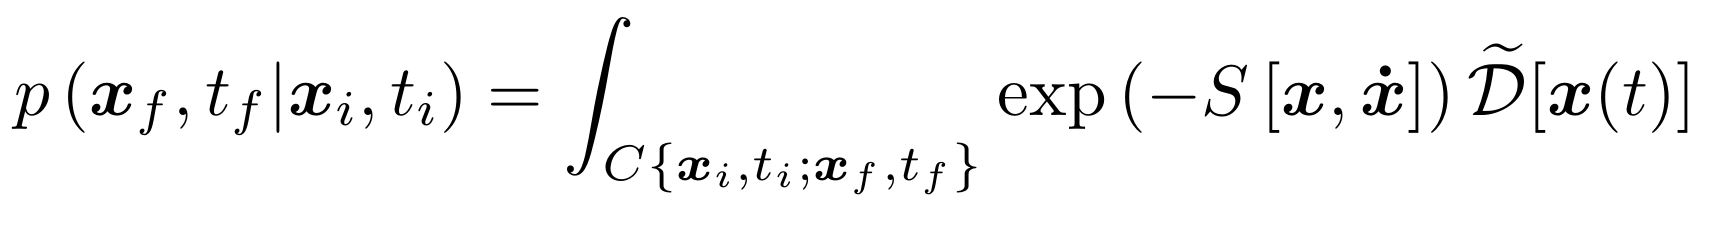 p (𝒙_f, t_f | 𝒙_i, t_i) = ∫_{C{𝒙_i,t_i;𝒙_f,t_f}} exp (−S [𝒙, 𝒙̇]) 𝒟̃[𝒙(t)]